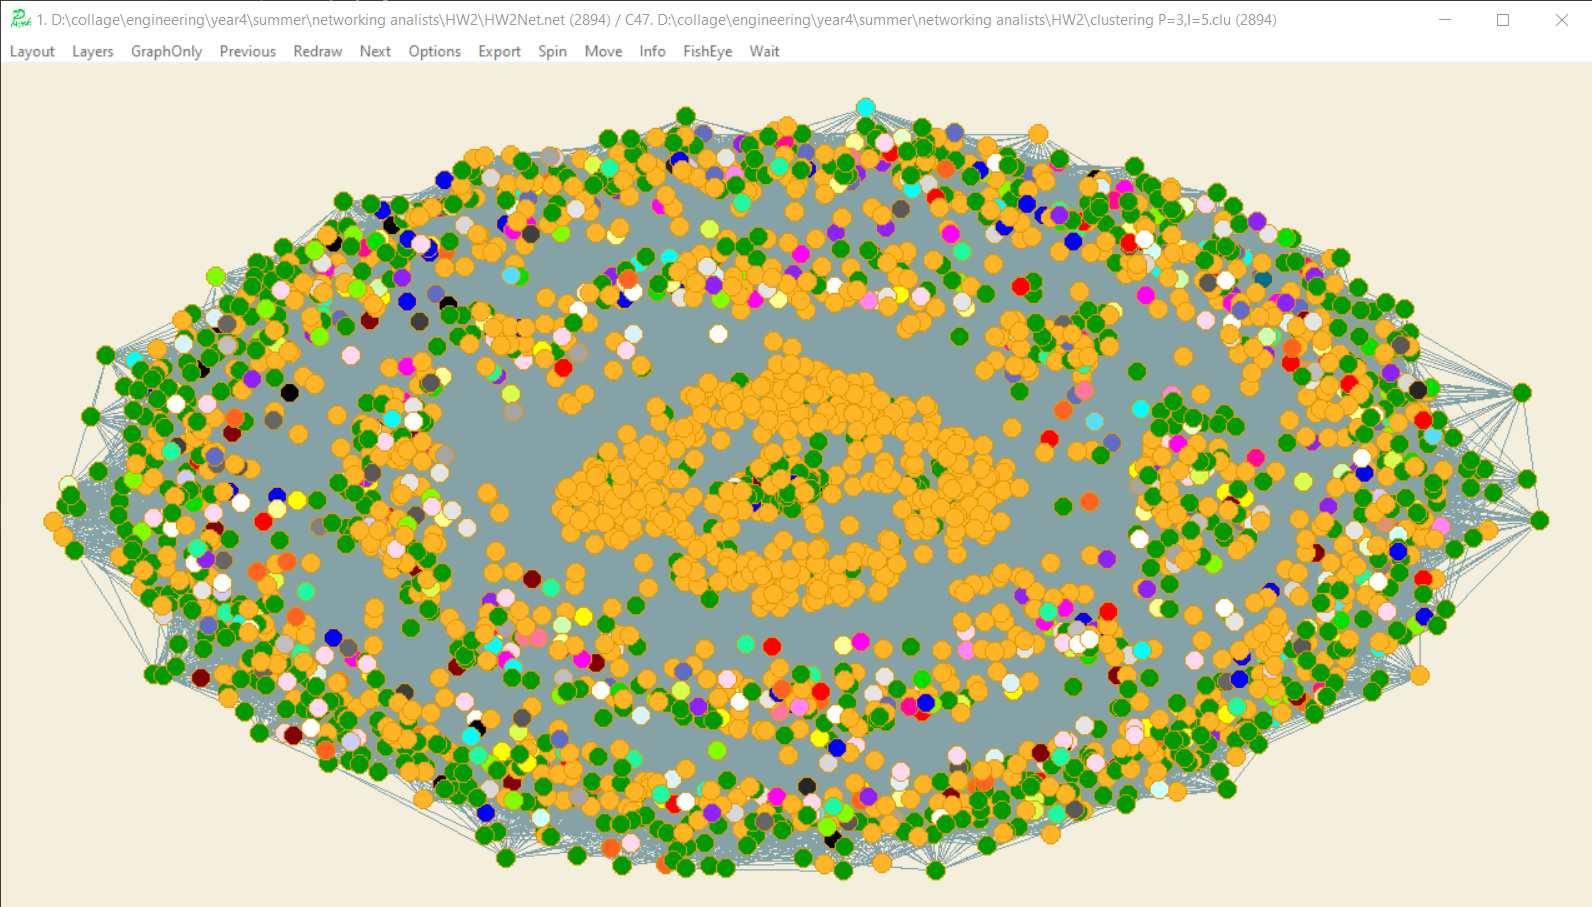 1. D:\collage\engineering\year4\summer\networking analists\HW2\HW2Net.net (2894) / C47. D:\collage\engineering\year4\summer\networking analists\HW2\clustering P=3,I=5.clu (2894)
Layout Layers GraphOnly Previous Redraw Next Options Export Spin Move Info FishEye Wait